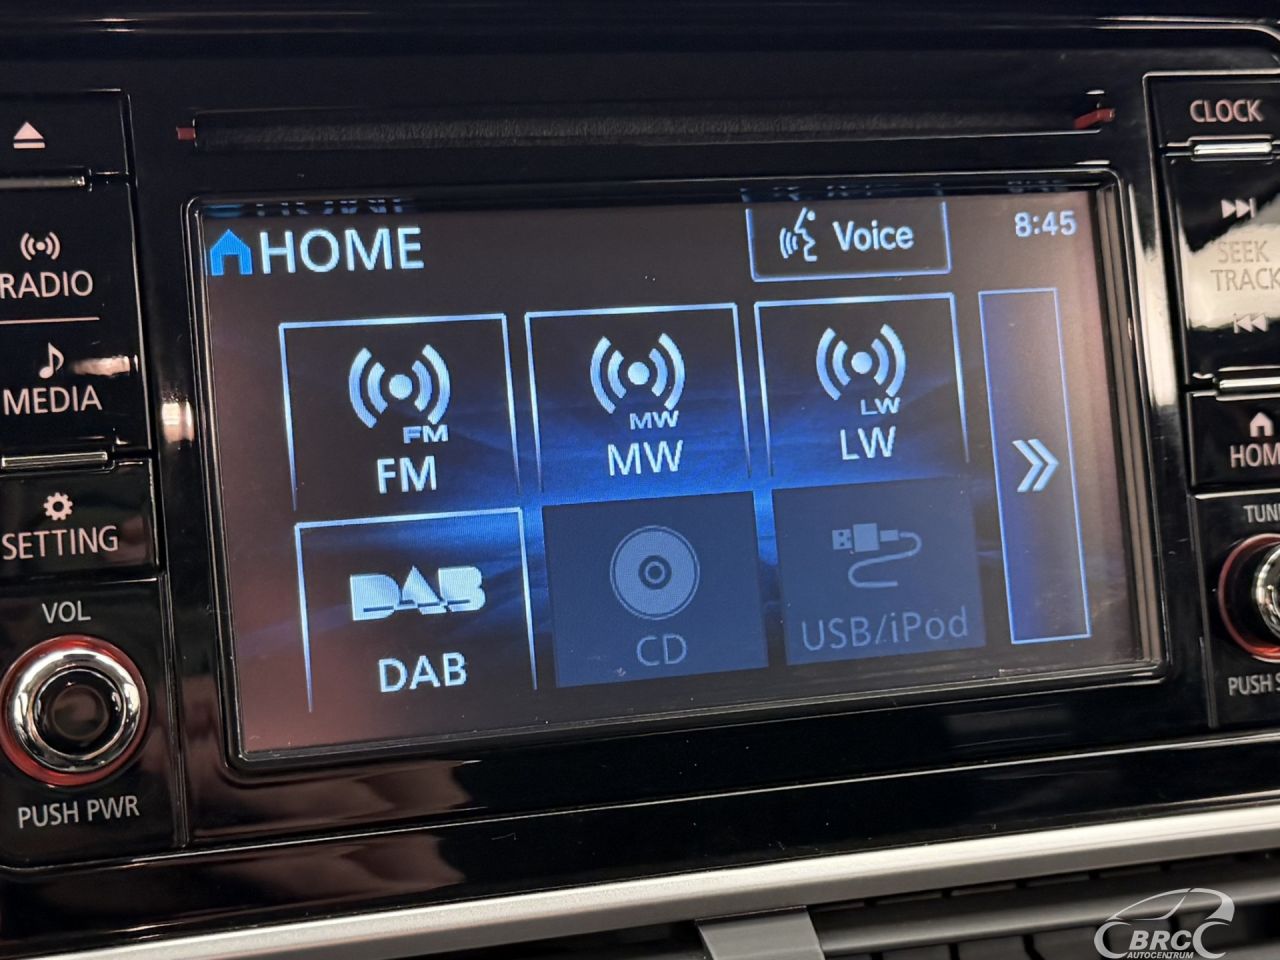 CLOCK
HOME
Voice
8:45
RADIO
SEEK
TRACK
MEDIA
FM
FM
MW
MW
LW
LW
HOM
SETTING
TUN
DAB
DAB
CD
USB/iPod
VOL
PUSH S
PUSH PWR
BRC
AUTOCENTRUM